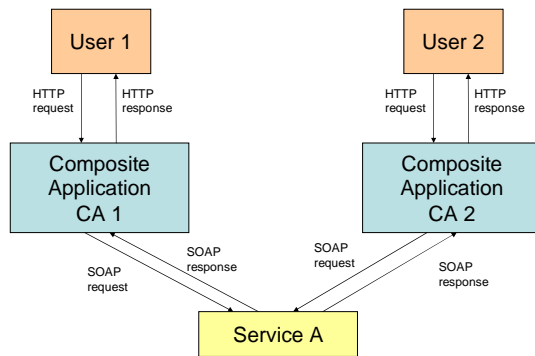 User 1
User 2
HTTP
request
HTTP
response
HTTP
request
HTTP
response
Composite
Application
CA 1
Composite
Application
CA 2
SOAP
request
SOAP
response
SOAP
request
SOAP
response
Service A